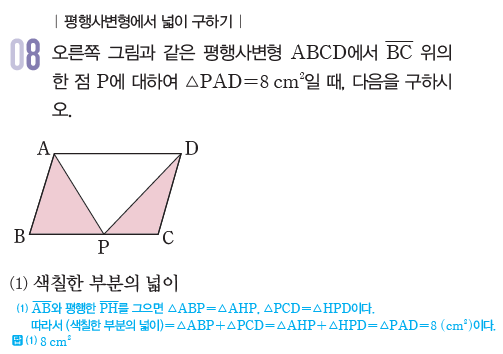 | 평행사변형에서 넓이 구하기 |
08 오른쪽 그림과 같은 평행사변형 ABCD에서 B̅C̅ 위의
한 점 P에 대하여 △PAD=8 cm²일 때, 다음을 구하시
오.
A D
B P C
(1) 색칠한 부분의 넓이
(1) A̅B̅와 평행한 P̅H̅를 그으면 △ABP=△AHP, △PCD=△HPD이다.
따라서 (색칠한 부분의 넓이)=△ABP+△PCD=△AHP+△HPD=△PAD=8 (cm²)이다.
답 (1) 8 cm²